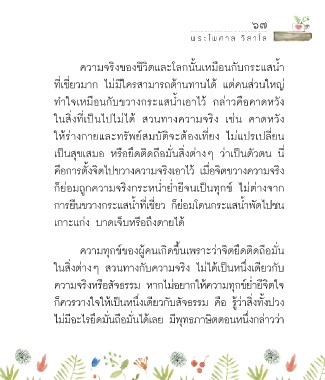 ๖๗
พระไพศาล วิสาโล
ความจริงของชีวิตและโลกนั้นเหมือนกับกระแสน้ำ
ที่เชี่ยวมาก ไม่มีใครสามารถต้านทานได้ แต่คนส่วนใหญ่
ทำใจเหมือนกับขวางกระแสน้ำเอาไว้ กล่าวคือคาดหวัง
ในสิ่งที่เป็นไปไม่ได้ สวนทางความจริง เช่น คาดหวัง
ให้ร่างกายและทรัพย์สมบัติจะต้องเที่ยง ไม่แปรเปลี่ยน
เป็นสุขเสมอ หรือยึดติดถือมั่นสิ่งต่างๆ ว่าเป็นตัวตน นี่
คือการตั้งจิตไปขวางความจริงเอาไว้ เมื่อจิตขวางความจริง
ก็ย่อมถูกความจริงกระหน่ำย่ำยีจนเป็นทุกข์ ไม่ต่างจาก
การยืนขวางกระแสน้ำที่เชี่ยว ก็ย่อมโดนกระแสน้ำพัดไปชน
เกาะแก่ง บาดเจ็บหรือถึงตายได้
ความทุกข์ของผู้คนเกิดขึ้นเพราะว่าจิตยึดติดถือมั่น
ในสิ่งต่างๆ สวนทางกับความจริง ไม่ได้เป็นหนึ่งเดียวกับ
ความจริงหรือสัจธรรม หากไม่อยากให้ความทุกข์ย่ำยีจิตใจ
ก็ควรวางใจให้เป็นหนึ่งเดียวกับสัจธรรม คือ รู้ว่าสิ่งทั้งปวง
ไม่มีอะไรยึดมั่นถือมั่นได้เลย มีพุทธภาษิตตอนหนึ่งกล่าวว่า